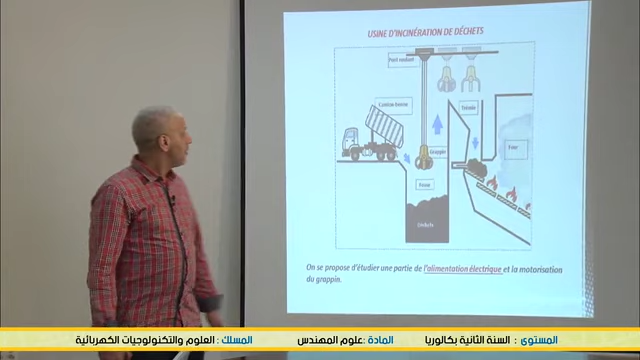 USINE D'INCINÉRATION DE DÉCHETS
Pont roulant
Camion-benne
Trémie
Grappin
Four
Fosse
Déchets
On se propose d'étudier une partie de l'alimentation électrique et la motorisation
du grappin.
المستوى : السنة الثانية بكالوريا المادة :علوم المهندس المسلك : العلوم والتكنولوجيات الكهربائية